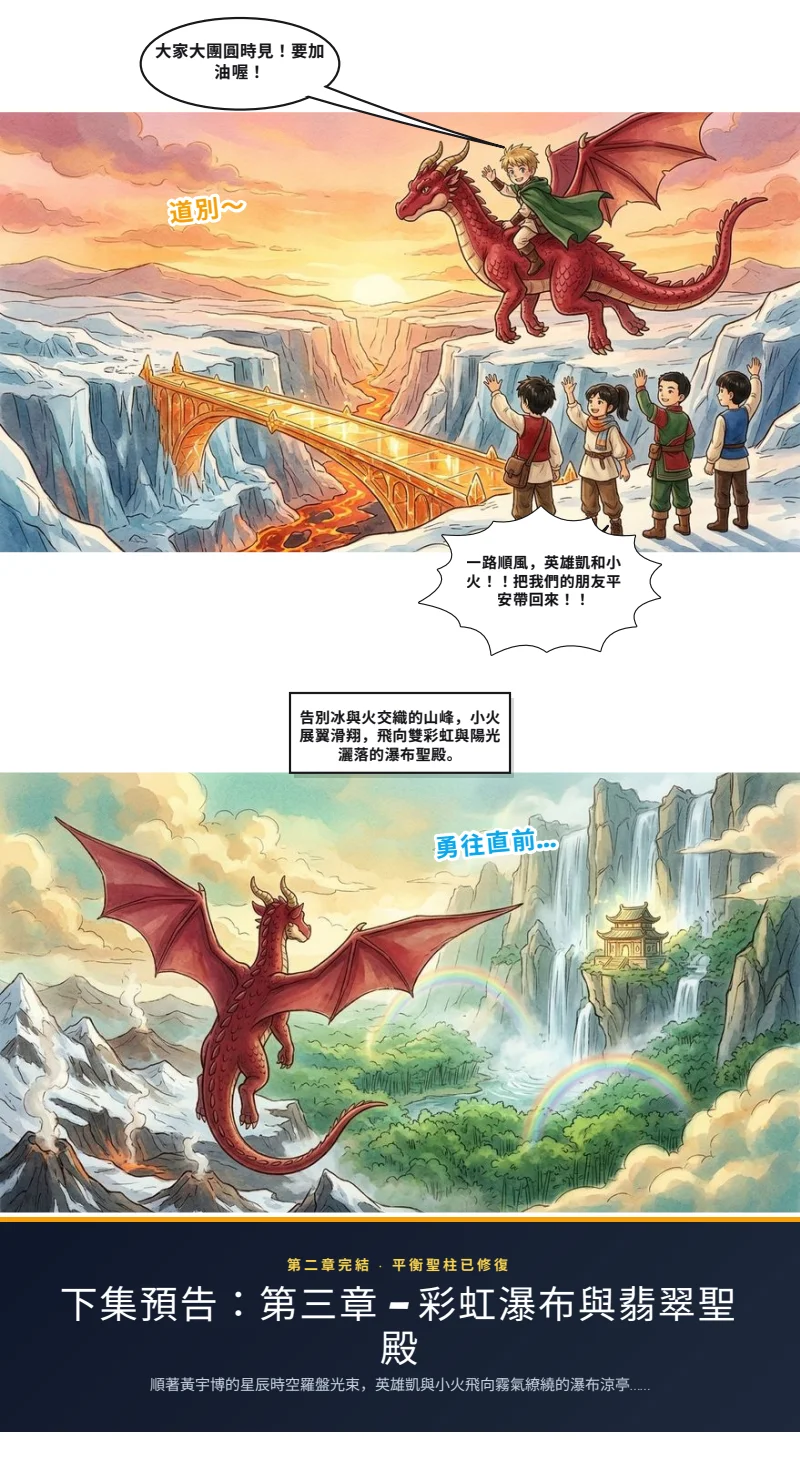 大家大團圓時見！要加
油喔！
道別～
一路順風，英雄凱和小
火！！把我們的朋友平
安帶回來！！
告別冰與火交織的山峰，小火
展翼滑翔，飛向雙彩虹與陽光
灑落的瀑布聖殿。
勇往直前...
第二章完結 · 平衡聖柱已修復
下集預告：第三章 – 彩虹瀑布與翡翠聖
殿
順著黃宇博的星辰時空羅盤光束，英雄凱與小火飛向霧氣繚繞的瀑布涼亭......